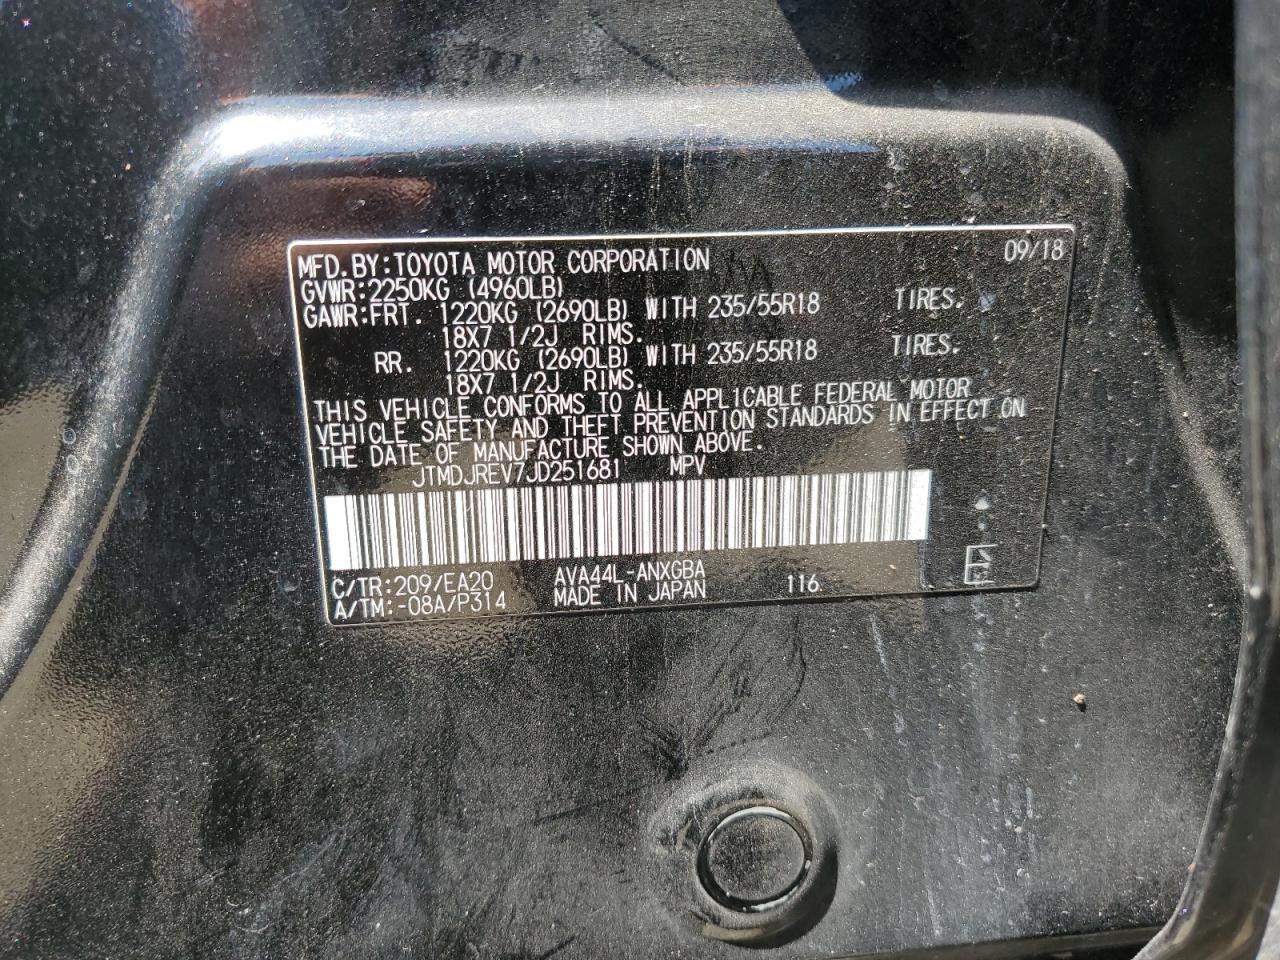 MFD.BY:TOYOTA MOTOR CORPORATION 09/18
GVWR:2250KG (4960LB)
GAWR:FRT. 1220KG (2690LB) WITH 235/55R18 TIRES.
18X7 1/2J RIMS.
RR. 1220KG (2690LB) WITH 235/55R18 TIRES.
18X7 1/2J RIMS.
THIS VEHICLE CONFORMS TO ALL APPLICABLE FEDERAL MOTOR
VEHICLE SAFETY AND THEFT PREVENTION STANDARDS IN EFFECT ON
THE DATE OF MANUFACTURE SHOWN ABOVE.
JTMDJREV7JD251681 MPV
C/TR:209/EA20 AVA44L-ANXGBA 116
A/TM:-08A/P314 MADE IN JAPAN